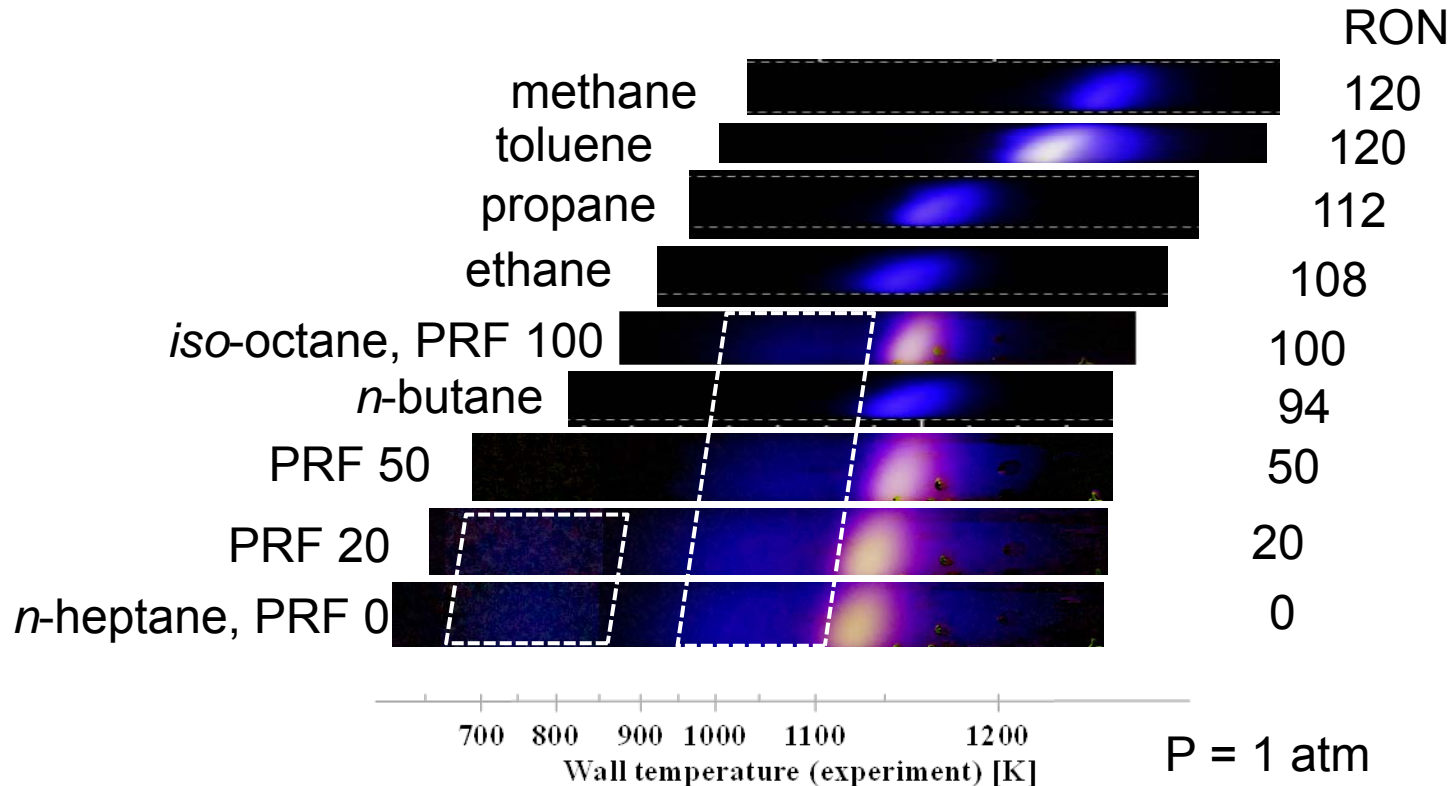 RON
methane 120
toluene 120
propane 112
ethane 108
iso-octane, PRF 100 100
n-butane 94
PRF 50 50
PRF 20 20
n-heptane, PRF 0 0
700 800 900 1000 1100 1200
Wall temperature (experiment) [K]
P = 1 atm